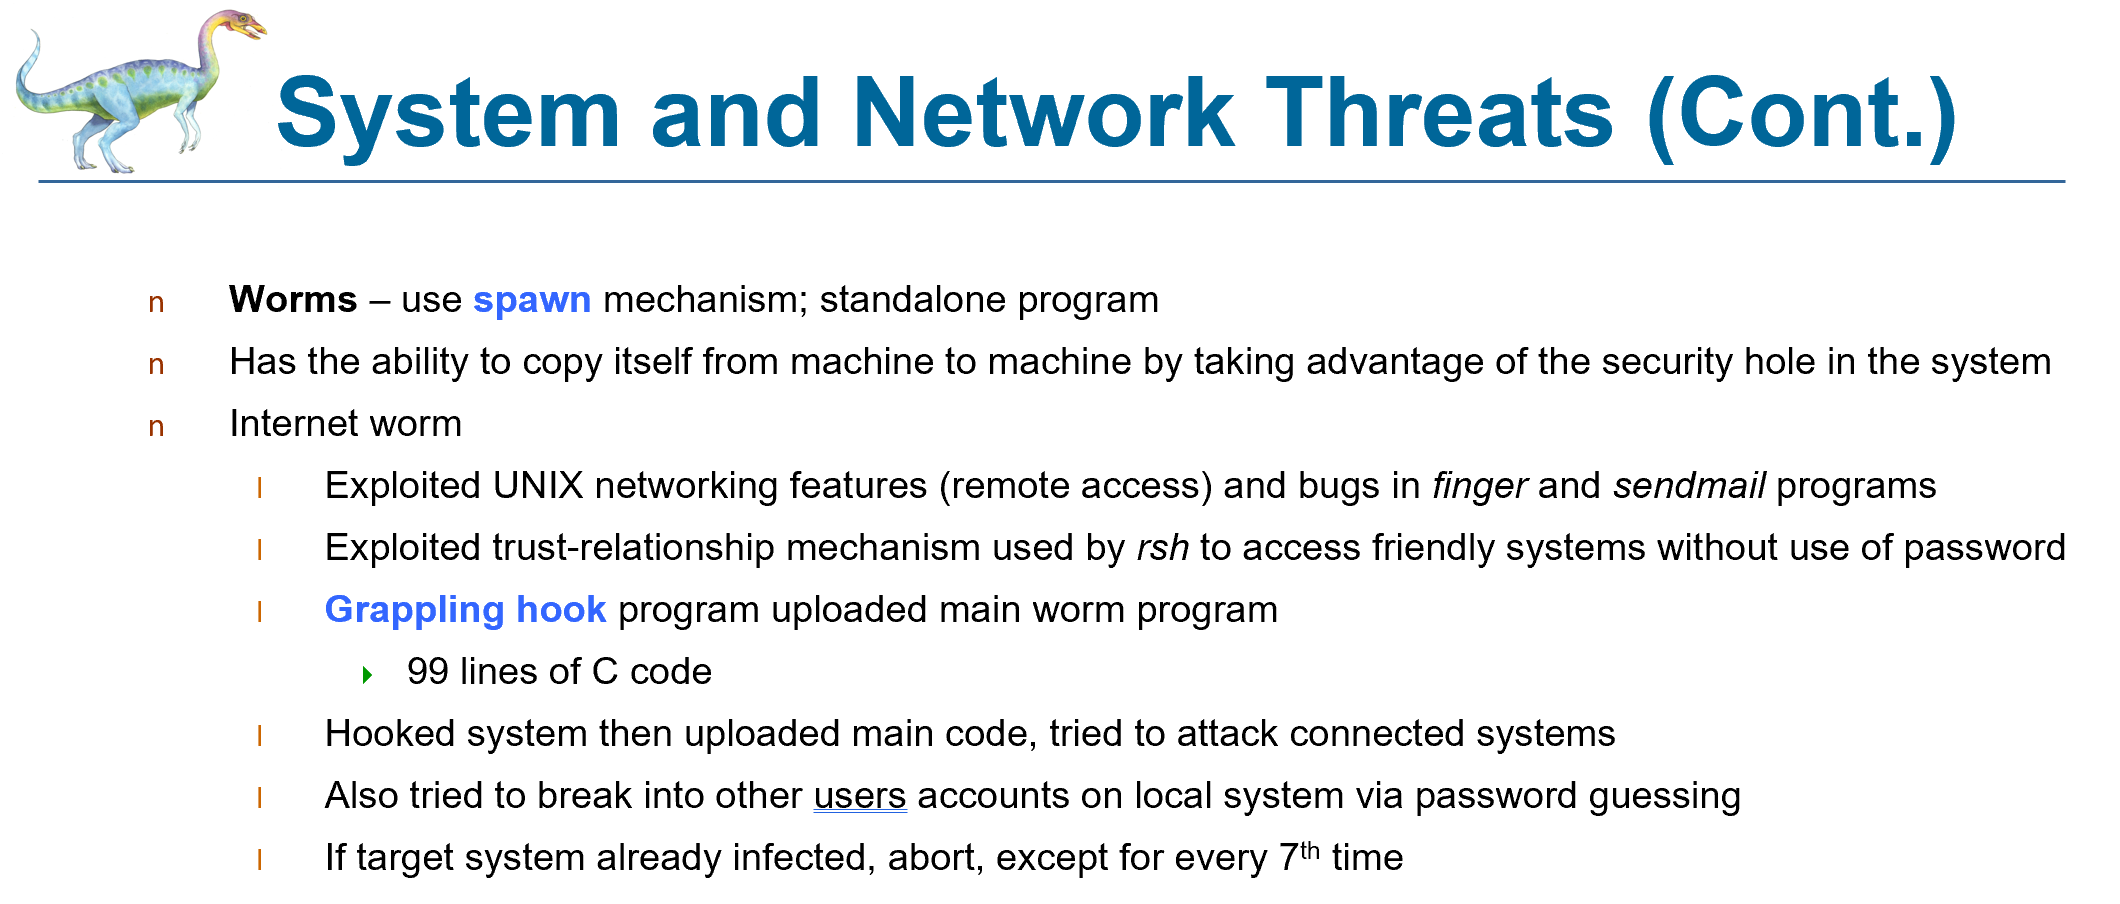 System and Network Threats (Cont.)
n Worms – use spawn mechanism; standalone program
n Has the ability to copy itself from machine to machine by taking advantage of the security hole in the system
n Internet worm
l Exploited UNIX networking features (remote access) and bugs in finger and sendmail programs
l Exploited trust-relationship mechanism used by rsh to access friendly systems without use of password
l Grappling hook program uploaded main worm program
99 lines of C code
l Hooked system then uploaded main code, tried to attack connected systems
l Also tried to break into other users accounts on local system via password guessing
l If target system already infected, abort, except for every 7th time